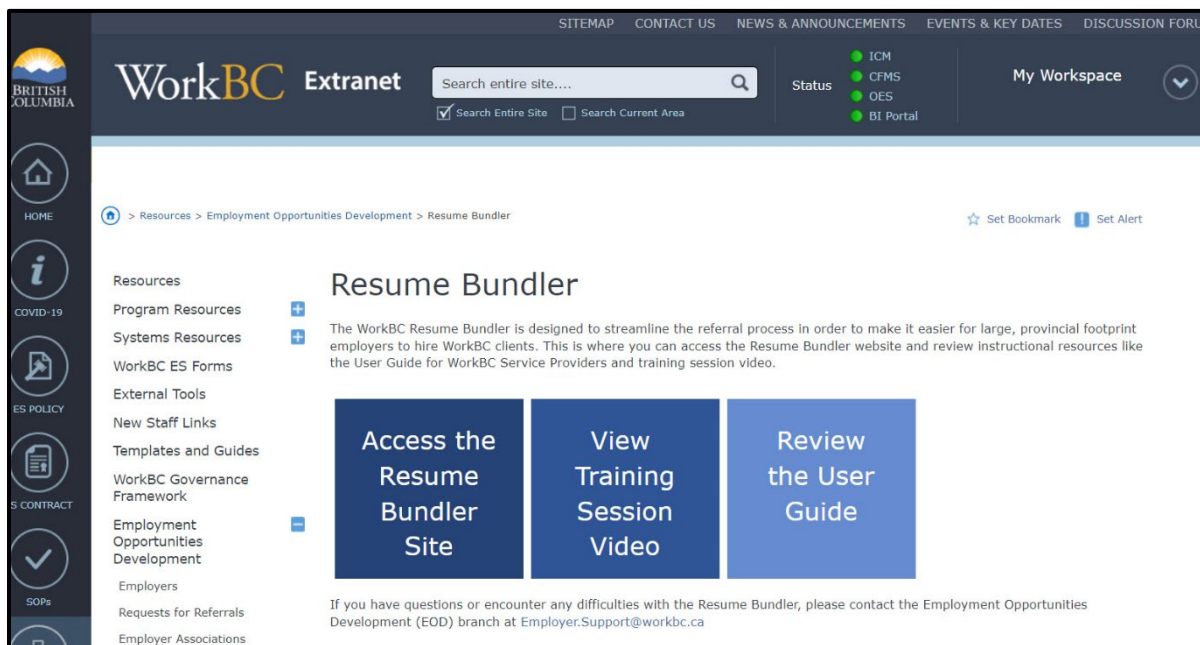 SITEMAP CONTACT US NEWS & ANNOUNCEMENTS EVENTS & KEY DATES DISCUSSION FORU
BRITISH
COLUMBIA
WorkBC Extranet
Search entire site....
Search Entire Site Search Current Area
Status
ICM
CFMS
OES
BI Portal
My Workspace
HOME
COVID-19
ES POLICY
S CONTRACT
SOPs
> Resources > Employment Opportunities Development > Resume Bundler
Set Bookmark Set Alert
Resources
Program Resources
Systems Resources
WorkBC ES Forms
External Tools
New Staff Links
Templates and Guides
WorkBC Governance
Framework
Employment
Opportunities
Development
Employers
Requests for Referrals
Employer Associations
Resume Bundler
The WorkBC Resume Bundler is designed to streamline the referral process in order to make it easier for large, provincial footprint
employers to hire WorkBC clients. This is where you can access the Resume Bundler website and review instructional resources like
the User Guide for WorkBC Service Providers and training session video.
Access the
Resume
Bundler
Site
View
Training
Session
Video
Review
the User
Guide
If you have questions or encounter any difficulties with the Resume Bundler, please contact the Employment Opportunities
Development (EOD) branch at Employer.Support@workbc.ca